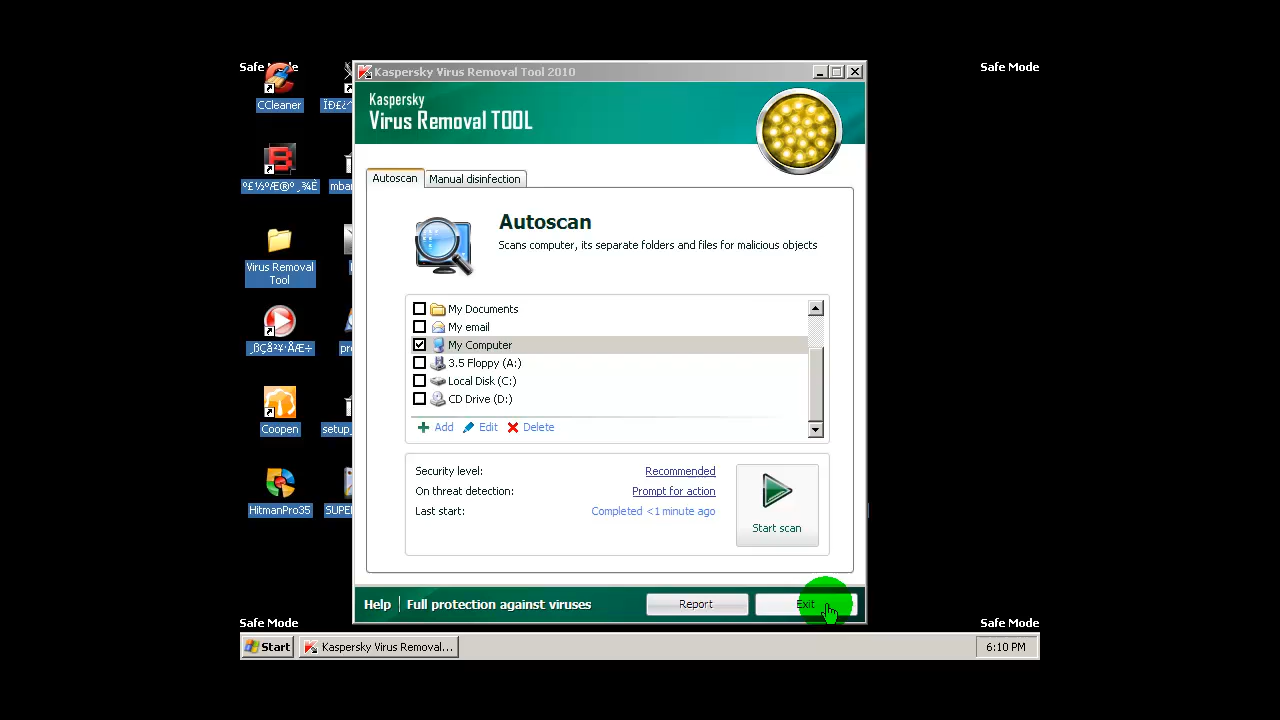 Safe Mode
Safe Mode
Kaspersky Virus Removal Tool 2010
CCleaner
Kaspersky
Virus Removal TOOL
Autoscan
Manual disinfection
mba
Autoscan
Scans computer, its separate folders and files for malicious objects
Virus Removal
Tool
My Documents
My email
My Computer
3.5 Floppy (A:)
Local Disk (C:)
CD Drive (D:)
Add
Edit
Delete
Coopen
setup_
Security level:
Recommended
On threat detection:
Prompt for action
Last start:
Completed <1 minute ago
Start scan
HitmanPro35
SUPE
Help
Full protection against viruses
Report
Exit
Safe Mode
Safe Mode
Start
Kaspersky Virus Removal...
6:10 PM